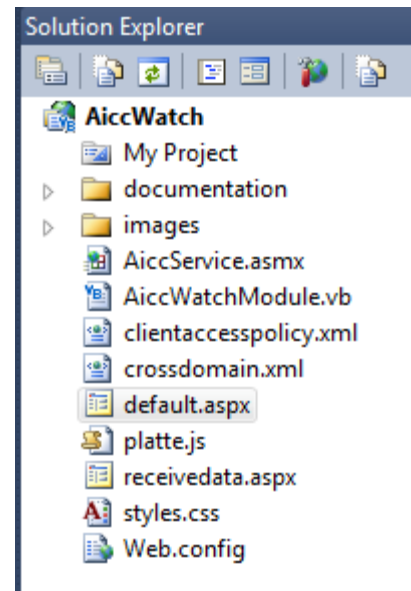 Solution Explorer
AiccWatch
My Project
documentation
images
AiccService.asmx
AiccWatchModule.vb
clientaccesspolicy.xml
crossdomain.xml
default.aspx
platte.js
receivedata.aspx
styles.css
Web.config